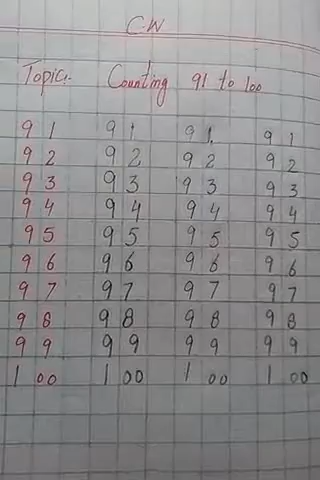 CW
Topic:- Counting 91 to 100
91 91 91 91
92 92 92 92
93 93 93 93
94 94 94 94
95 95 95 95
96 96 96 96
97 97 97 97
98 98 98 98
99 99 99 99
100 100 100 100